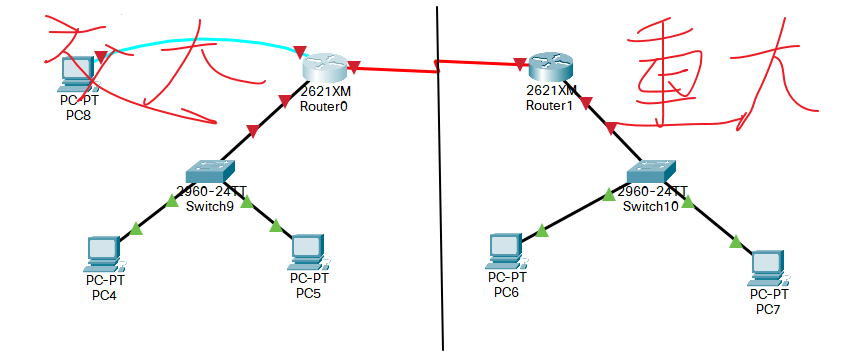 交大
重大
PC-PT
PC8
2621XM
Router0
2621XM
Router1
2960-24TT
Switch9
2960-24TT
Switch10
PC-PT
PC4
PC-PT
PC5
PC-PT
PC6
PC-PT
PC7